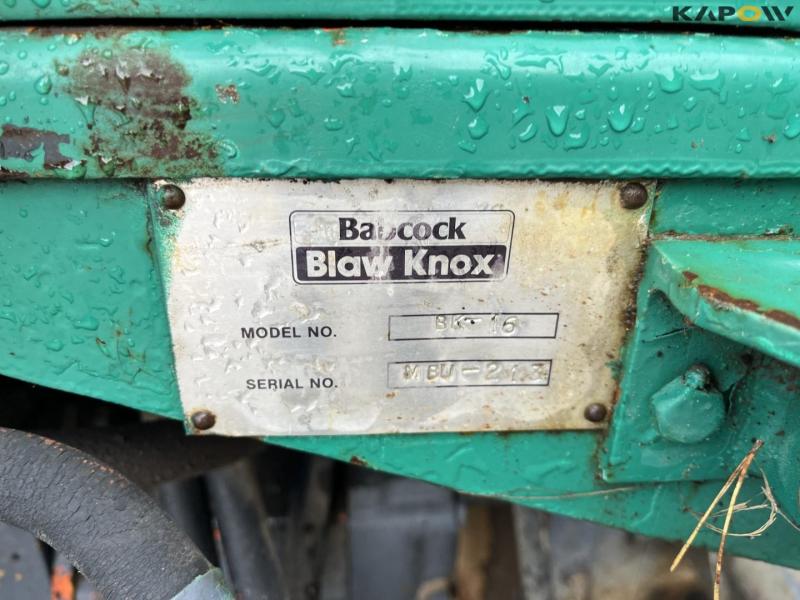 KAPOW
Babcock
Blaw Knox
MODEL NO. BK-16
SERIAL NO. MBU-213